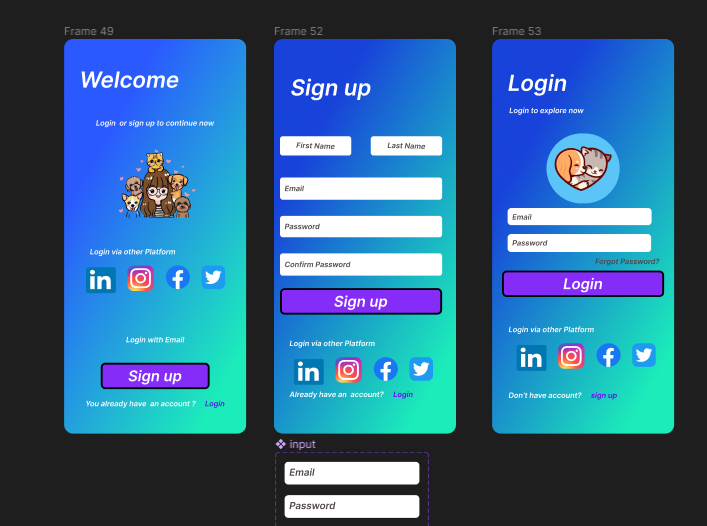 Frame 49
Welcome
Login or sign up to continue now
Login via other Platform
in
Login with Email
Sign up
You already have an account ? Login
Frame 52
Sign up
First Name Last Name
Email
Password
Confirm Password
Sign up
Login via other Platform
in
Already have an account? Login
Frame 53
Login
Login to explore now
Email
Password
Forgot Password?
Login
Login via other Platform
in
Don't have account? sign up
input
Email
Password